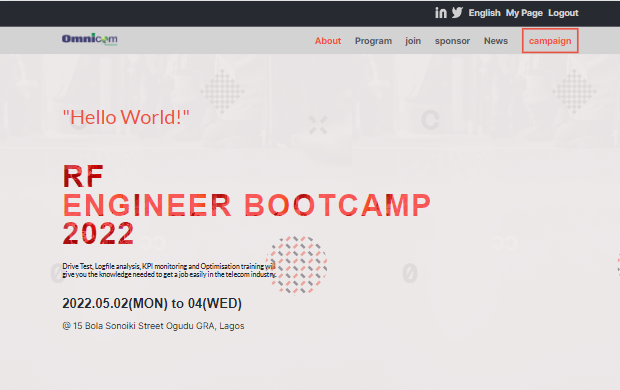 English My Page Logout
Omnicom
About Program join sponsor News campaign
"Hello World!"
RF
ENGINEER BOOTCAMP
2022
Drive Test, Logfile analysis, KPI monitoring and Optimisation training will
give you the knowledge needed to get a job easily in the telecom industry.
2022.05.02(MON) to 04(WED)
@ 15 Bola Sonoiki Street Ogudu GRA, Lagos